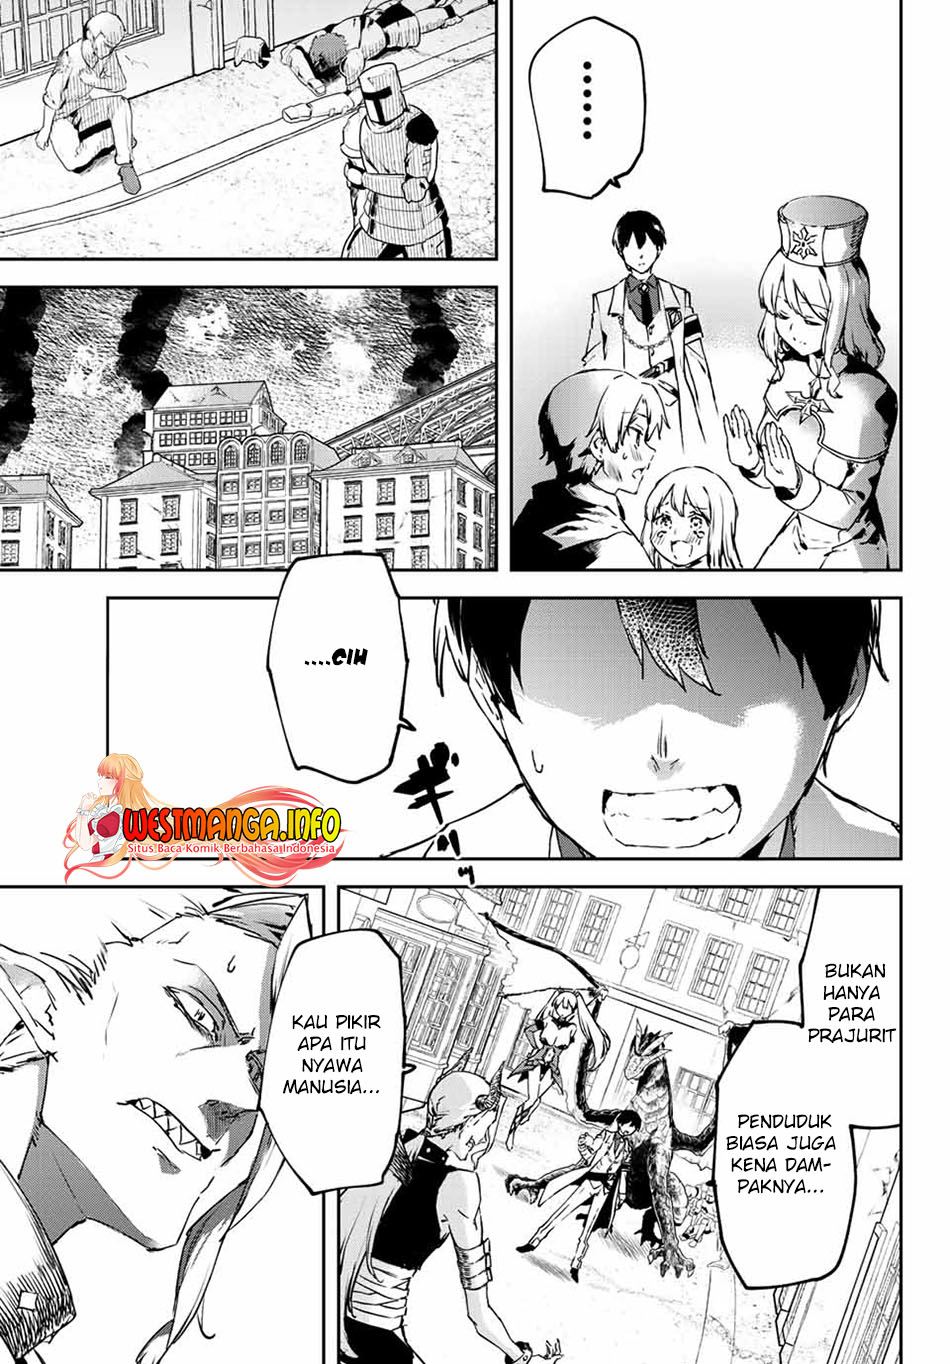 ......
....CIH
ギッ
WESTMANGA.INFO
Situs Baca Komik Berbahasa Indonesia
BUKAN
HANYA
PARA
PRAJURIT
PENDUDUK
BIASA JUGA
KENA DAM-
PAKNYA...
KAU PIKIR
APA ITU
NYAWA
MANUSIA...